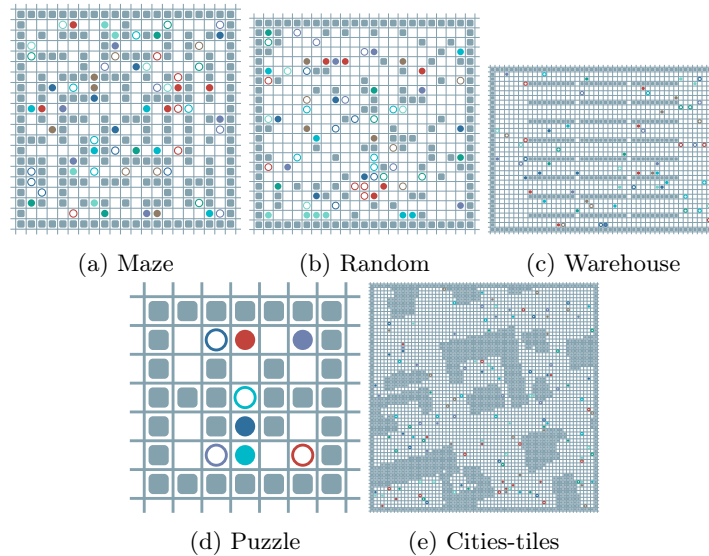 (a) Maze
(b) Random
(c) Warehouse
(d) Puzzle
(e) Cities-tiles